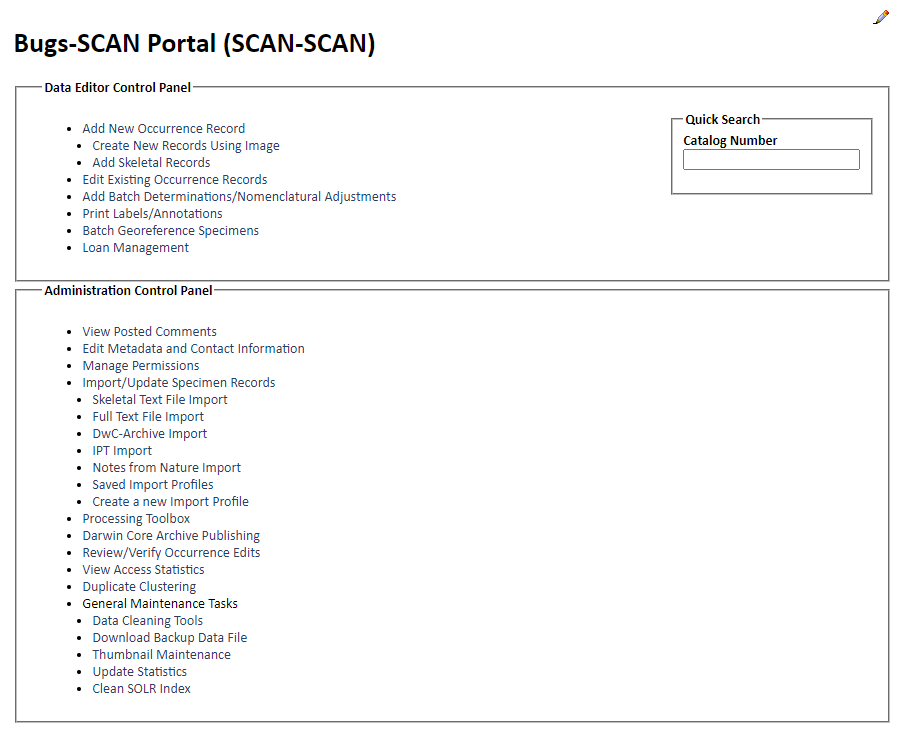 Bugs-SCAN Portal (SCAN-SCAN)
Data Editor Control Panel
Add New Occurrence Record
Create New Records Using Image
Add Skeletal Records
Edit Existing Occurrence Records
Add Batch Determinations/Nomenclatural Adjustments
Print Labels/Annotations
Batch Georeference Specimens
Loan Management
Quick Search
Catalog Number
Administration Control Panel
View Posted Comments
Edit Metadata and Contact Information
Manage Permissions
Import/Update Specimen Records
Skeletal Text File Import
Full Text File Import
DwC-Archive Import
IPT Import
Notes from Nature Import
Saved Import Profiles
Create a new Import Profile
Processing Toolbox
Darwin Core Archive Publishing
Review/Verify Occurrence Edits
View Access Statistics
Duplicate Clustering
General Maintenance Tasks
Data Cleaning Tools
Download Backup Data File
Thumbnail Maintenance
Update Statistics
Clean SOLR Index